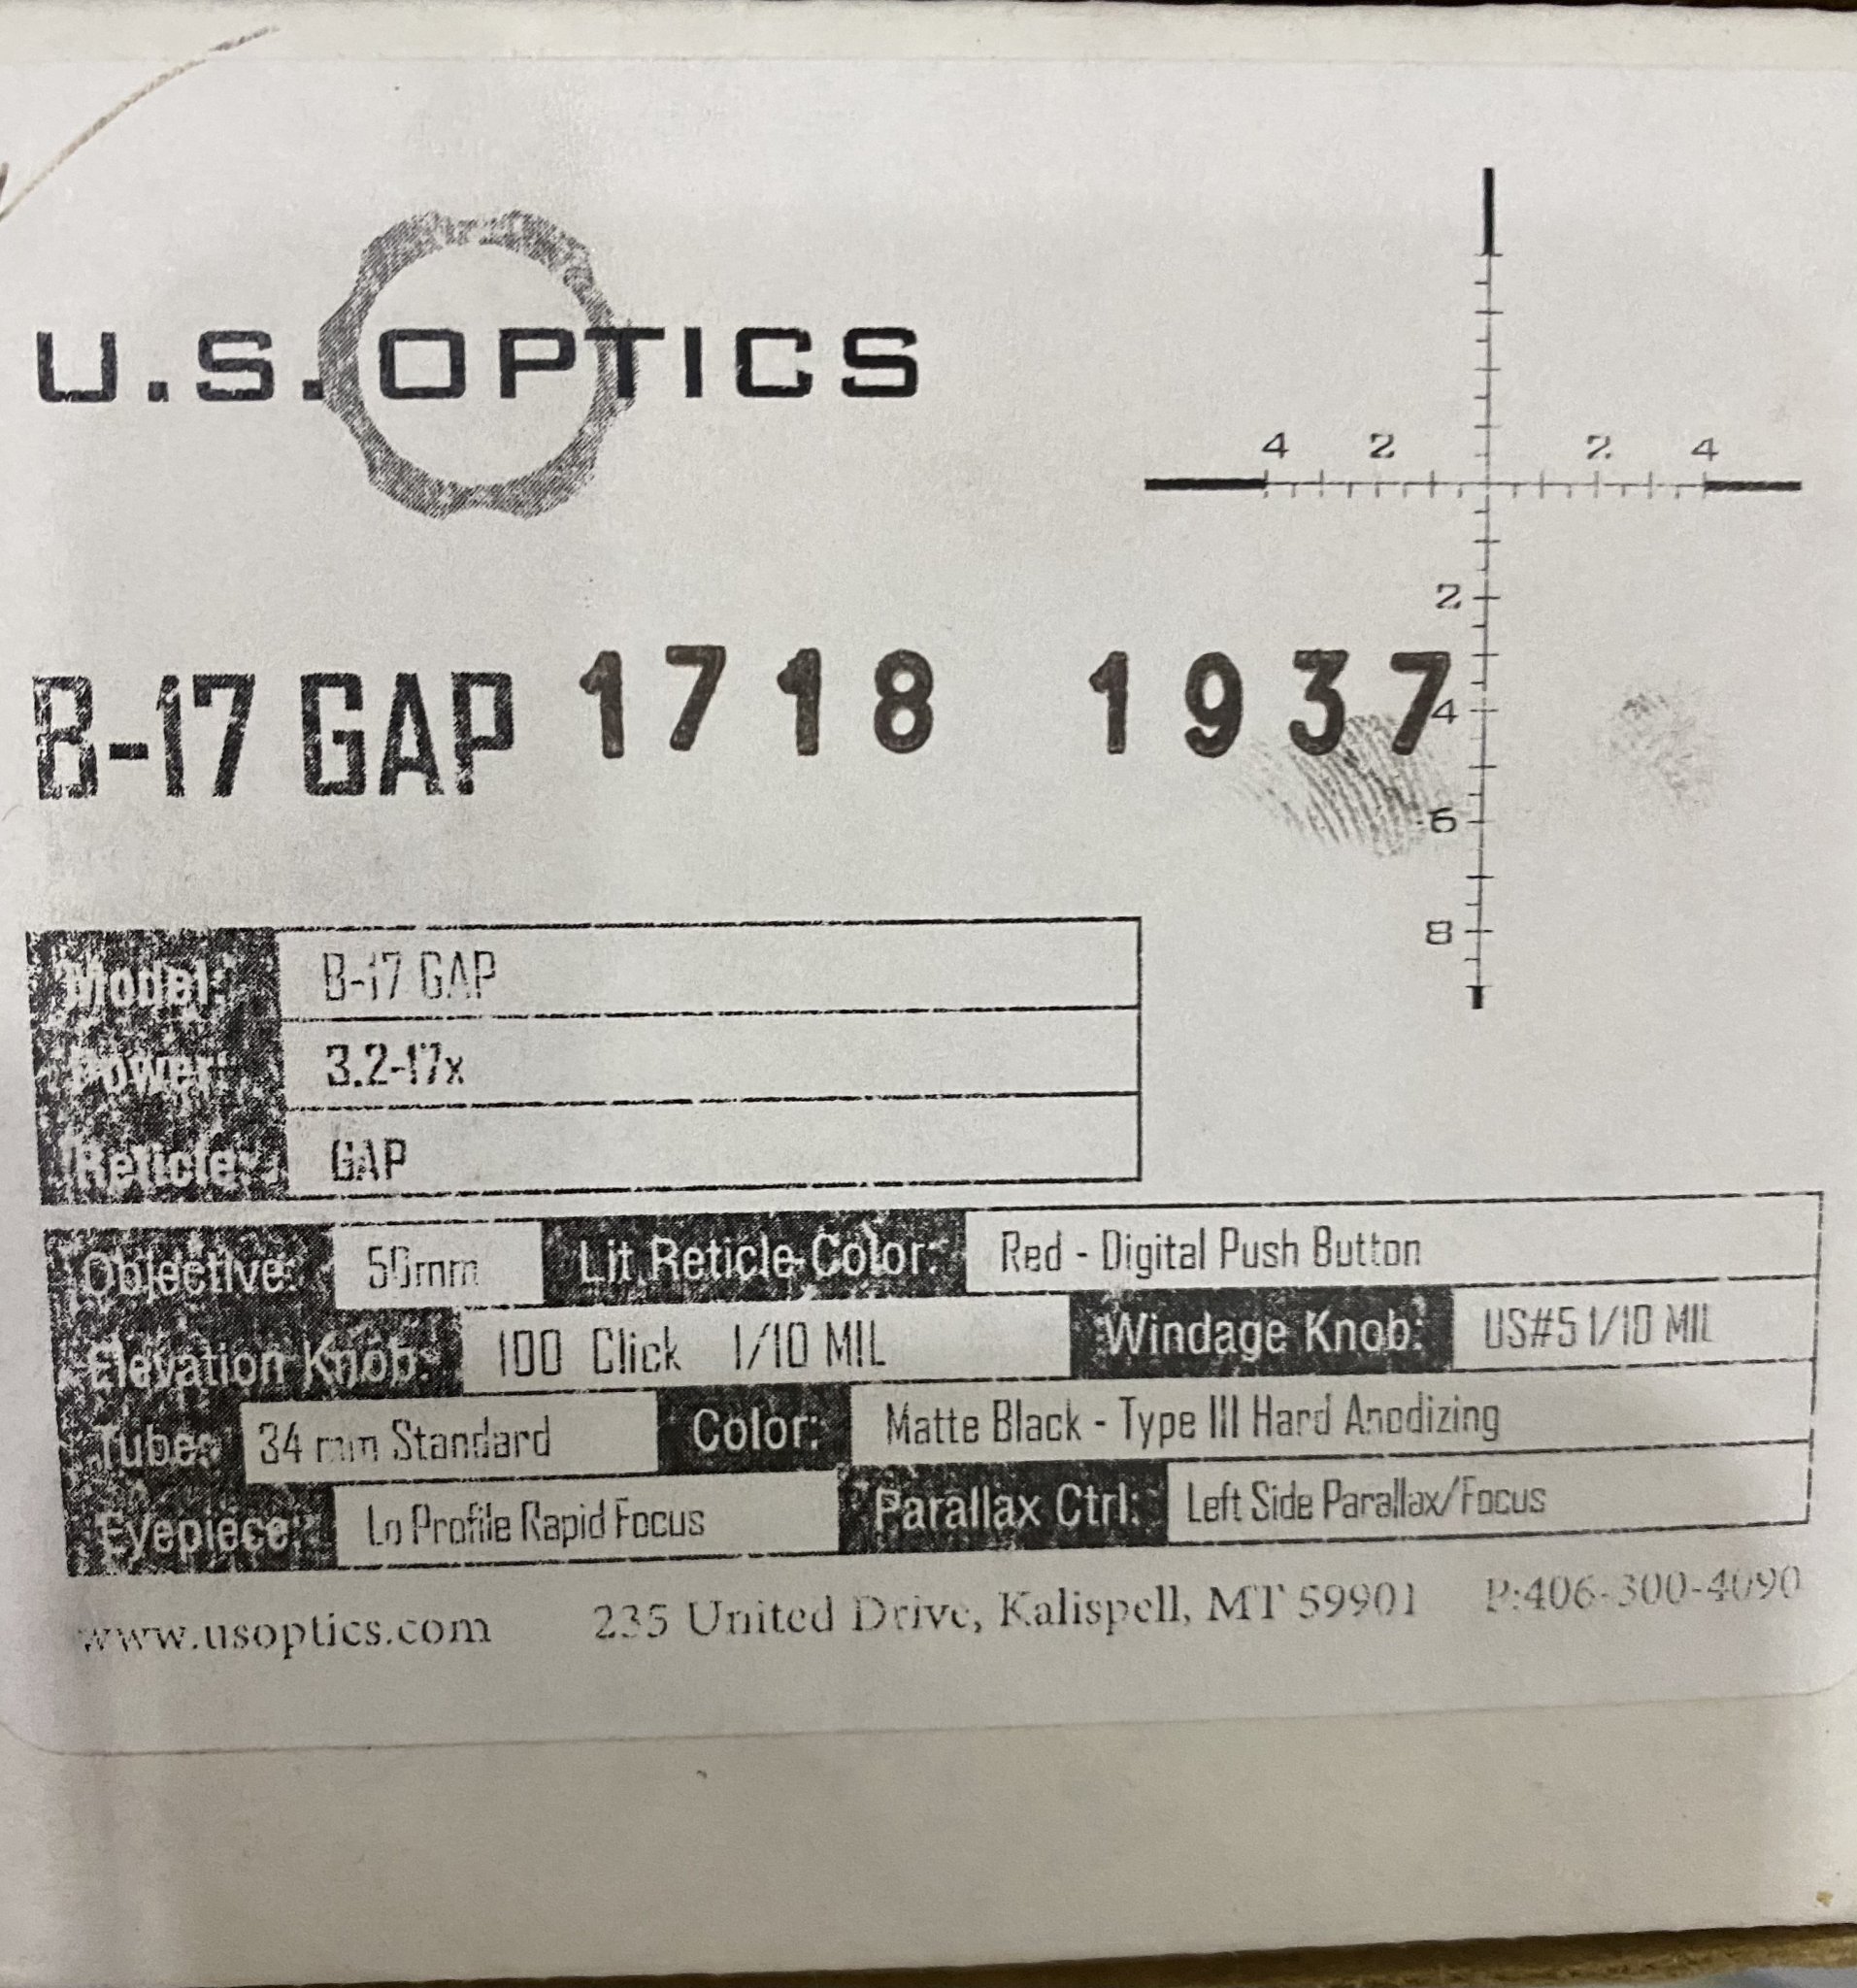 U.S. OPTICS
4 2 2 4
2
4
6
8
B-17 GAP 1718 1937
Model: B-17 GAP
Power: 3.2-17x
Reticle: GAP
Objective: 50mm Lit Reticle Color: Red - Digital Push Button
Elevation Knob: 100 Click 1/10 MIL Windage Knob: US#5 1/10 MIL
Tube: 34 mm Standard Color: Matte Black - Type III Hard Anodizing
Eyepiece: Lo Profile Rapid Focus Parallax Ctrl: Left Side Parallax/Focus
www.usoptics.com 235 United Drive, Kalispell, MT 59901 P:406-300-4090